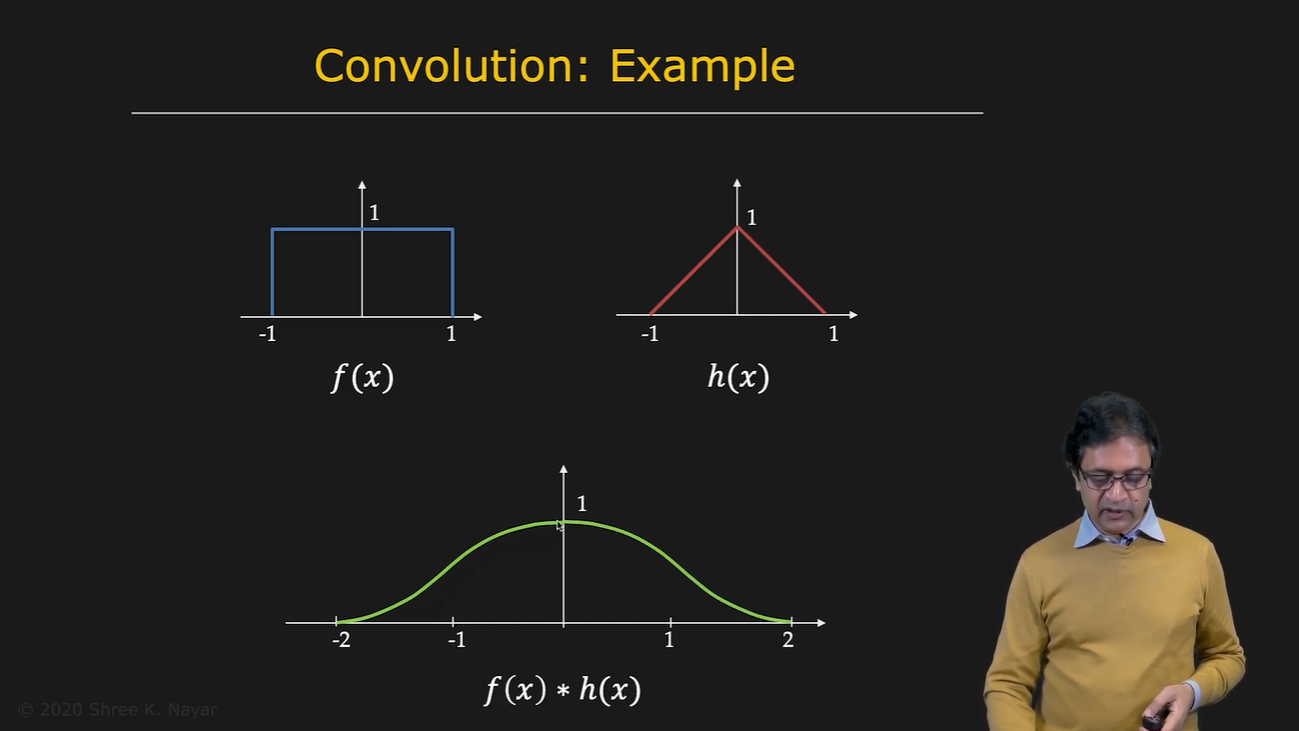 Convolution: Example
1
-1 1
f(x)
1
-1 1
h(x)
1
-2 -1 1 2
f(x) ∗ h(x)
© 2020 Shree K. Nayar